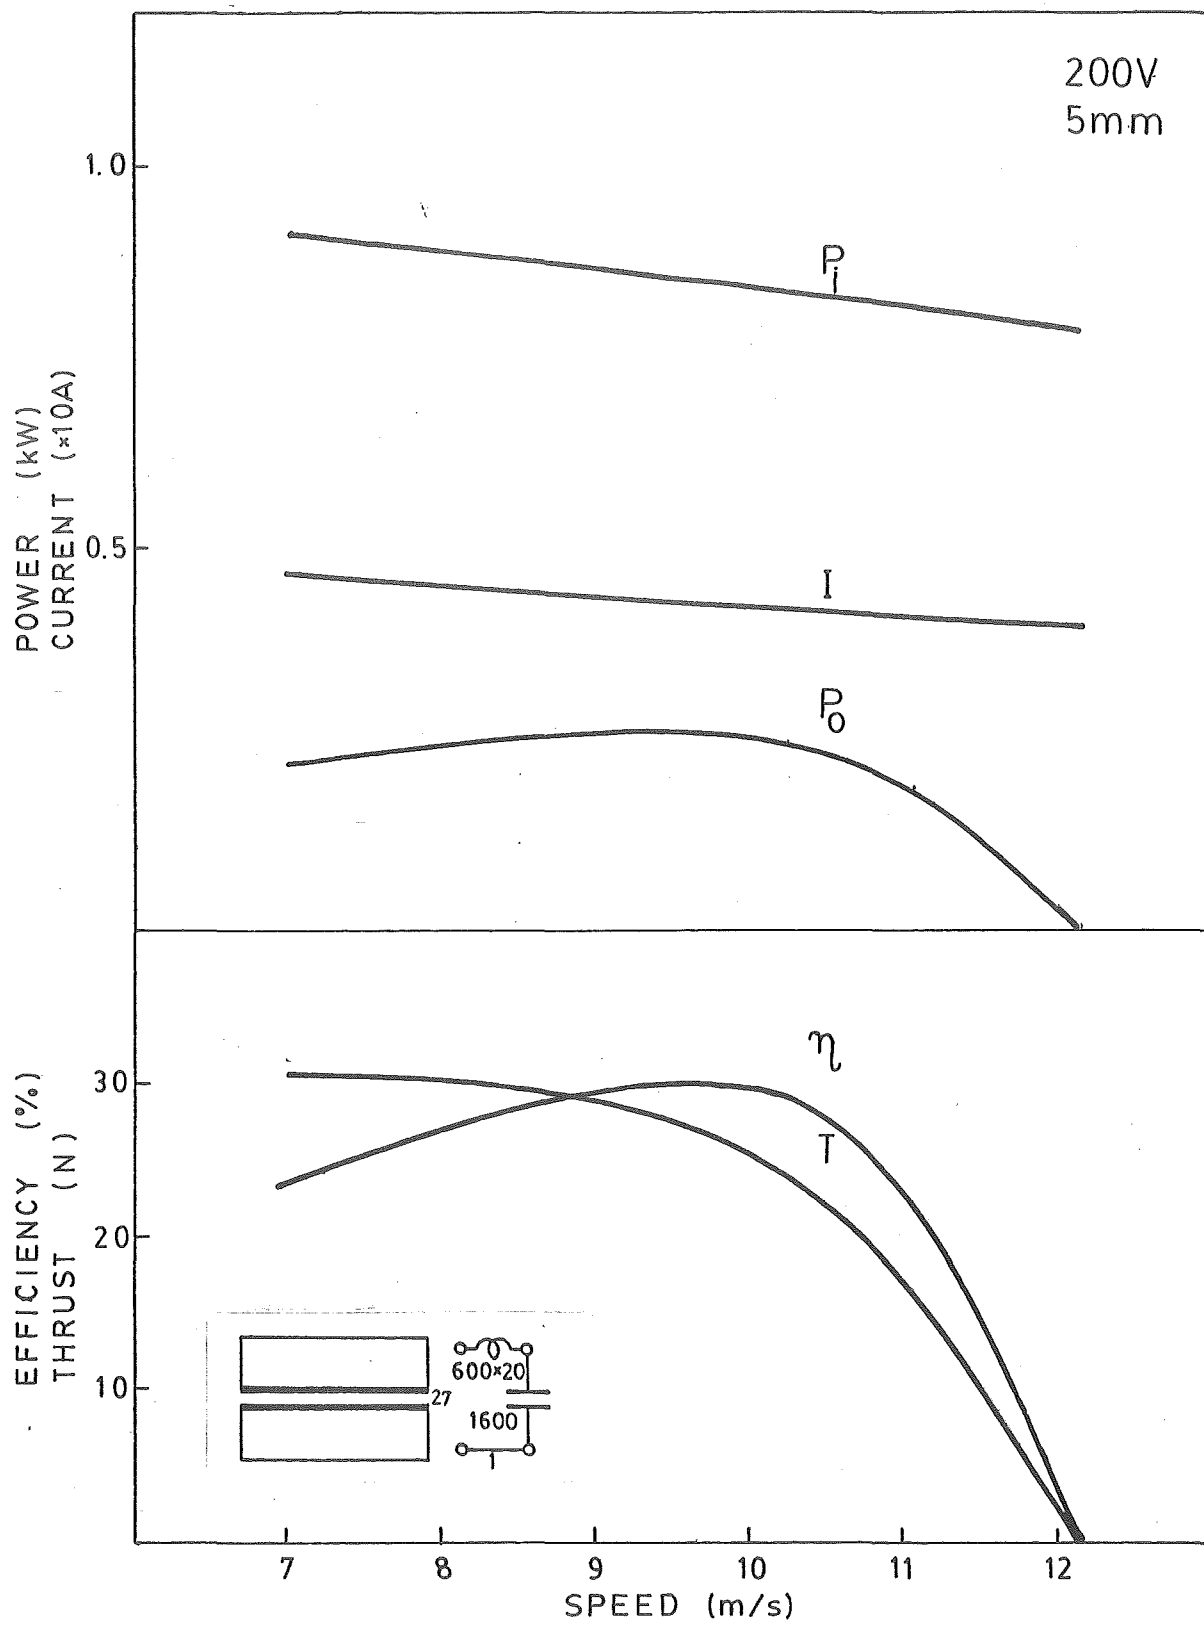 200V
5mm
1.0
0.5
POWER (kW)
CURRENT (×10A)
Pi
I
Po
30
20
10
EFFICIENCY (%)
THRUST (N)
η
T
600×20
27
1600
1
7 8 9 10 11 12
SPEED (m/s)